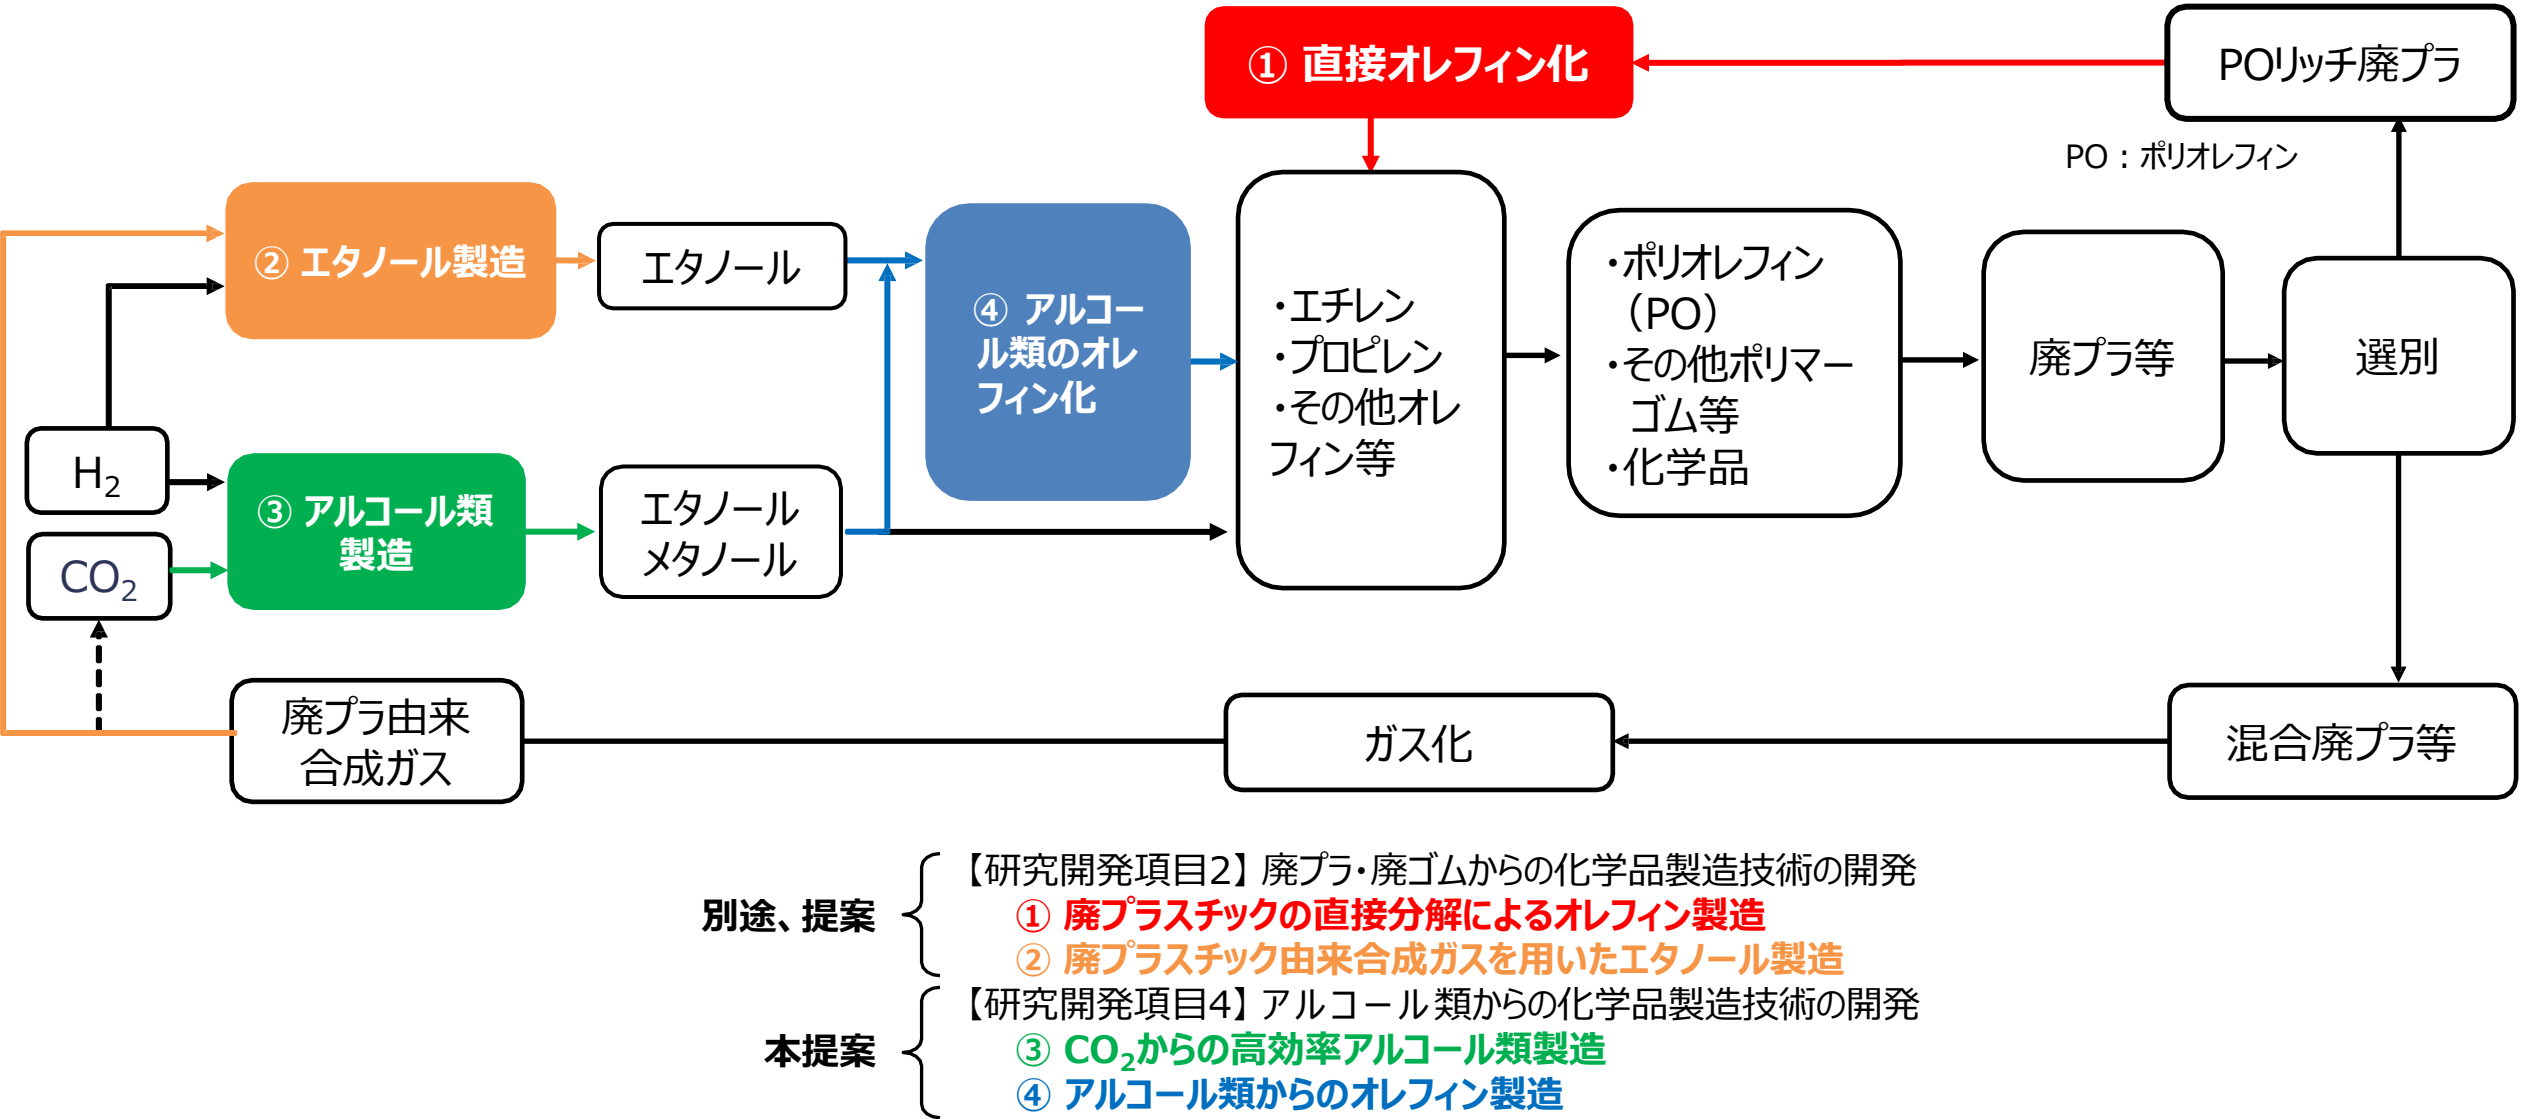 ① 直接オレフィン化
POリッチ廃プラ
PO：ポリオレフィン
② エタノール製造
エタノール
④ アルコー
ル類のオレ
フィン化
・エチレン
・プロピレン
・その他オレ
フィン等
・ポリオレフィン
（PO）
・その他ポリマー
ゴム等
・化学品
廃プラ等
選別
H₂
③ アルコール類
製造
エタノール
メタノール
CO₂
廃プラ由来
合成ガス
ガス化
混合廃プラ等
別途、提案
【研究開発項目2】廃プラ・廃ゴムからの化学品製造技術の開発
① 廃プラスチックの直接分解によるオレフィン製造
② 廃プラスチック由来合成ガスを用いたエタノール製造
本提案
【研究開発項目4】アルコール類からの化学品製造技術の開発
③ CO₂からの高効率アルコール類製造
④ アルコール類からのオレフィン製造